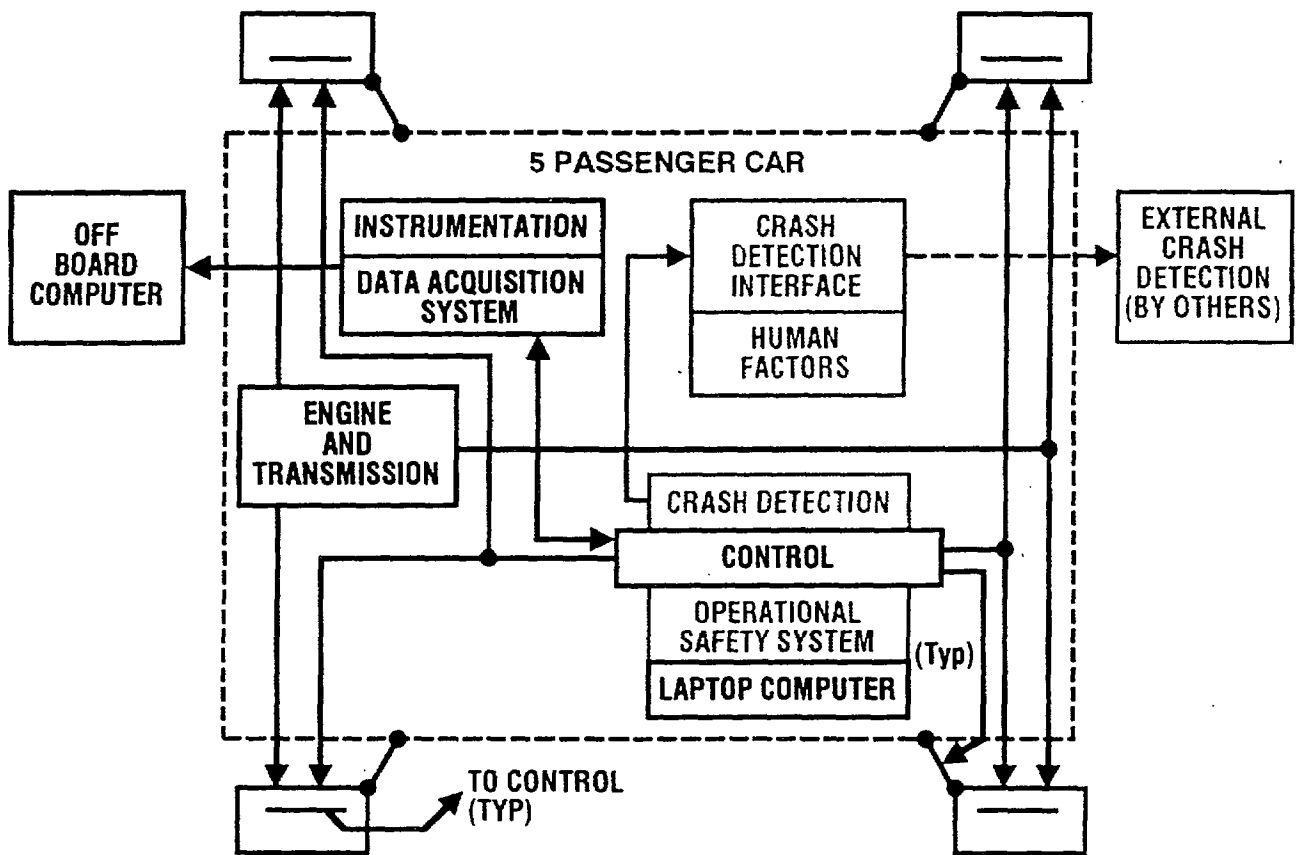 5 PASSENGER CAR
OFF
BOARD
COMPUTER
INSTRUMENTATION
DATA ACQUISITION
SYSTEM
CRASH
DETECTION
INTERFACE
HUMAN
FACTORS
EXTERNAL
CRASH
DETECTION
(BY OTHERS)
ENGINE
AND
TRANSMISSION
CRASH DETECTION
CONTROL
OPERATIONAL
SAFETY SYSTEM
(Typ)
LAPTOP COMPUTER
TO CONTROL
(TYP)